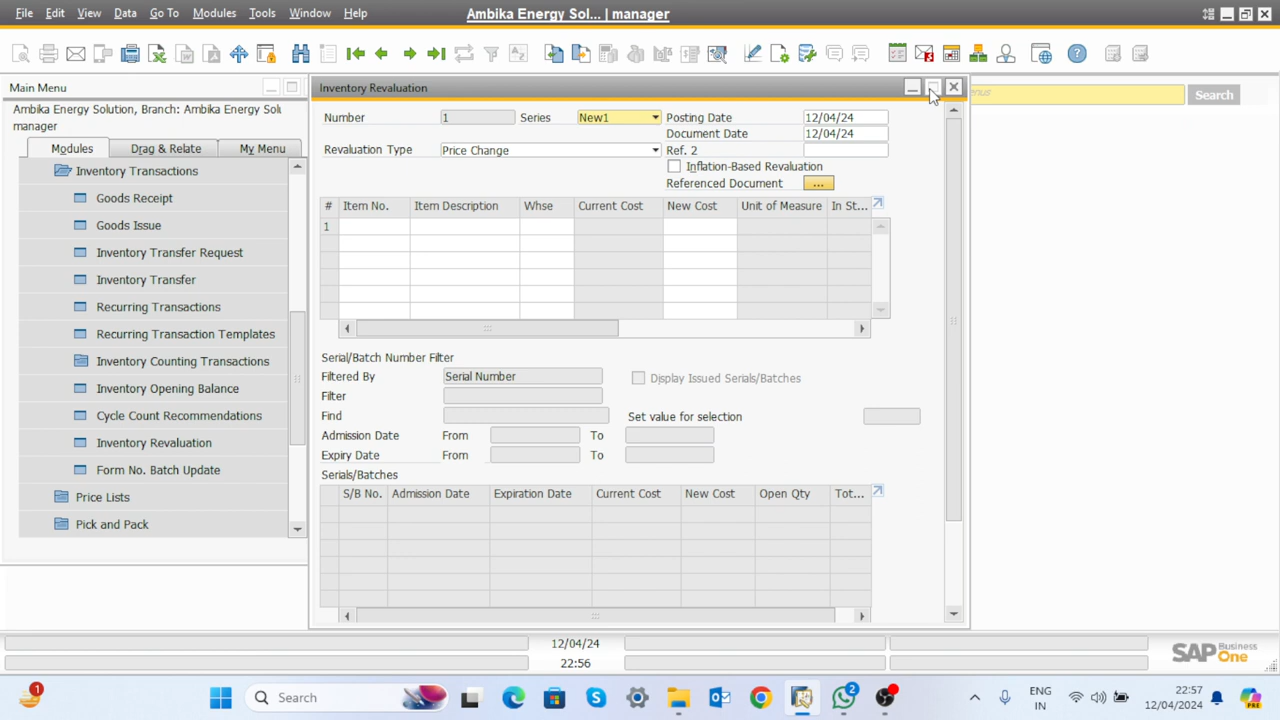 File Edit View Data Go To Modules Tools Window Help Ambika Energy Sol... | manager
Main Menu
Ambika Energy Solution, Branch: Ambika Energy Sol
manager
Modules Drag & Relate My Menu
Inventory Transactions
Goods Receipt
Goods Issue
Inventory Transfer Request
Inventory Transfer
Recurring Transactions
Recurring Transaction Templates
Inventory Counting Transactions
Inventory Opening Balance
Cycle Count Recommendations
Inventory Revaluation
Form No. Batch Update
Price Lists
Pick and Pack
Inventory Revaluation
Number 1 Series New1 Posting Date 12/04/24
Document Date 12/04/24
Revaluation Type Price Change Ref. 2
Inflation-Based Revaluation
Referenced Document ...
# Item No. Item Description Whse Current Cost New Cost Unit of Measure In St...
1
Serial/Batch Number Filter
Filtered By Serial Number Display Issued Serials/Batches
Filter
Find Set value for selection
Admission Date From To
Expiry Date From To
Serials/Batches
S/B No. Admission Date Expiration Date Current Cost New Cost Open Qty Tot...
Search
12/04/24
22:56
SAP Business One
1 Search 2 ENG 22:57
IN 12/04/2024 PRE